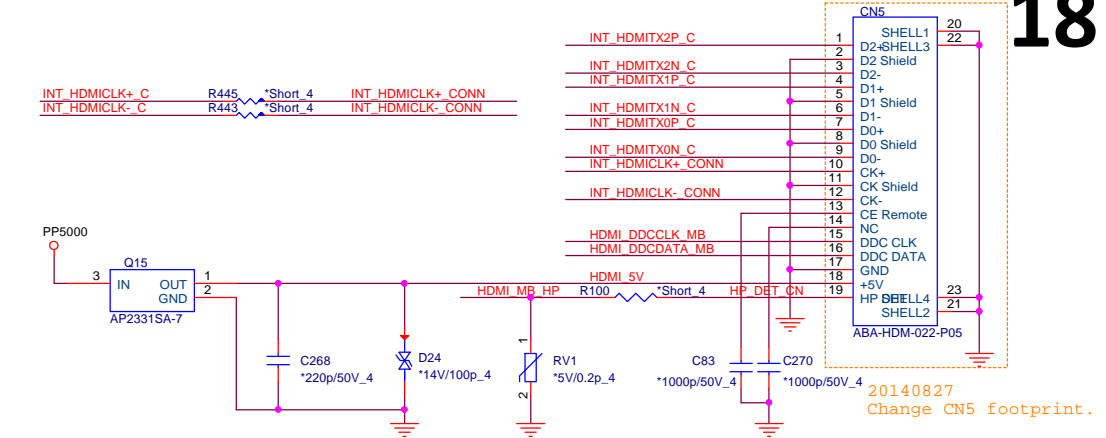 18
CN5
INT_HDMITX2P_C 1 D2+ SHELL1 20
SHELL3 22
2 D2 Shield
INT_HDMITX2N_C 3 D2-
INT_HDMITX1P_C 4 D1+
5 D1 Shield
INT_HDMITX1N_C 6 D1-
INT_HDMITX0P_C 7 D0+
8 D0 Shield
INT_HDMITX0N_C 9 D0-
INT_HDMICLK+_CONN 10 CK+
11 CK Shield
INT_HDMICLK-_CONN 12 CK-
13 CE Remote
14 NC
HDMI_DDCCLK_MB 15 DDC CLK
HDMI_DDCDATA_MB 16 DDC DATA
17 GND
HDMI_5V 18 +5V
HDMI_MB_HP R100 *Short_4 HP_DET_CN 19 HP DET SHELL4 23
SHELL2 21
ABA-HDM-022-P05
INT_HDMICLK+_C R445 *Short_4 INT_HDMICLK+_CONN
INT_HDMICLK-_C R443 *Short_4 INT_HDMICLK-_CONN
PP5000
Q15
3 IN OUT 1
GND 2
AP2331SA-7
C268
*220p/50V_4
D24
*14V/100p_4
1
RV1
*5V/0.2p_4
2
C83
*1000p/50V_4
C270
*1000p/50V_4
20140827
Change CN5 footprint.